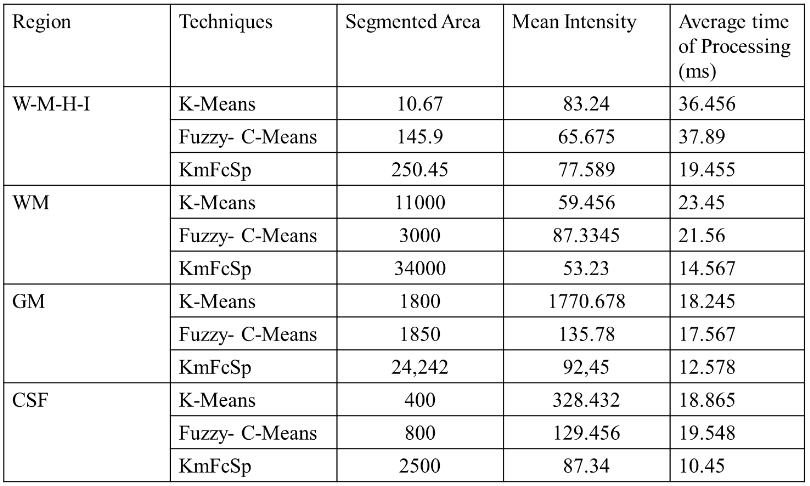 Region Techniques Segmented Area Mean Intensity Average time
of Processing
(ms)
W-M-H-I K-Means 10.67 83.24 36.456
Fuzzy- C-Means 145.9 65.675 37.89
KmFcSp 250.45 77.589 19.455
WM K-Means 11000 59.456 23.45
Fuzzy- C-Means 3000 87.3345 21.56
KmFcSp 34000 53.23 14.567
GM K-Means 1800 1770.678 18.245
Fuzzy- C-Means 1850 135.78 17.567
KmFcSp 24,242 92,45 12.578
CSF K-Means 400 328.432 18.865
Fuzzy- C-Means 800 129.456 19.548
KmFcSp 2500 87.34 10.45